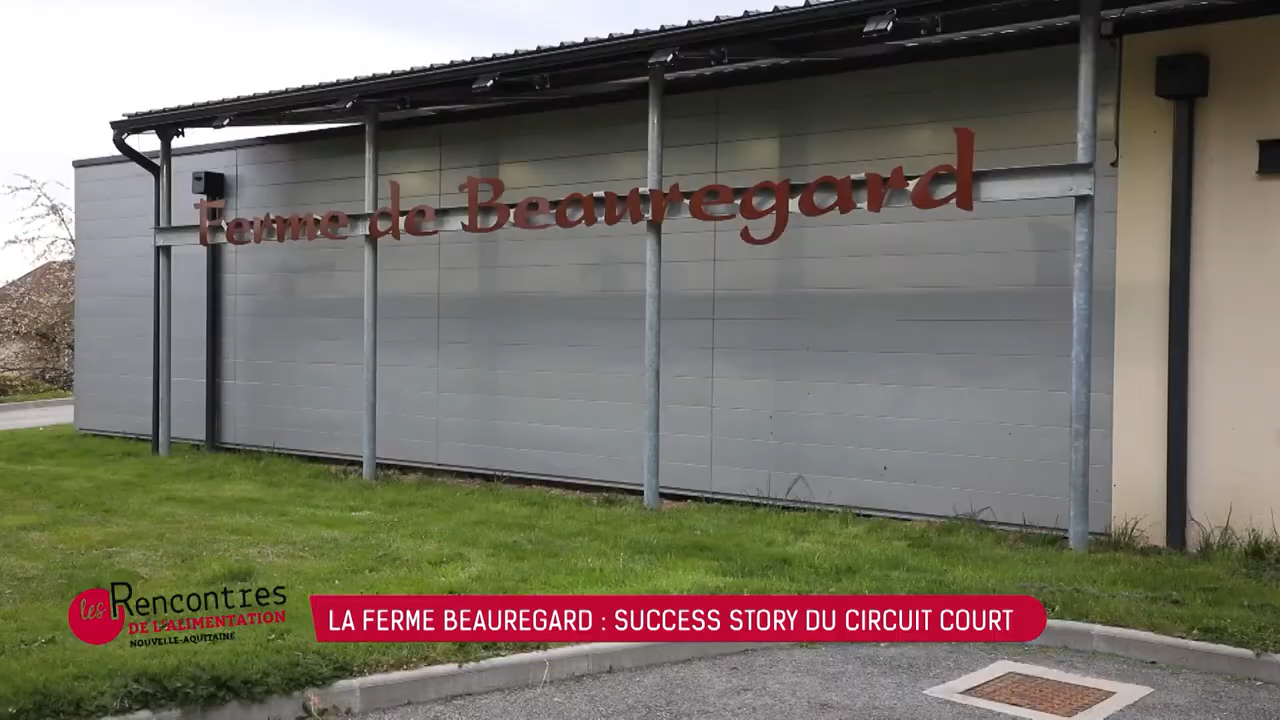 Ferme de Beauregard
les Rencontres
DE L'ALIMENTATION
NOUVELLE-AQUITAINE
LA FERME BEAUREGARD : SUCCESS STORY DU CIRCUIT COURT